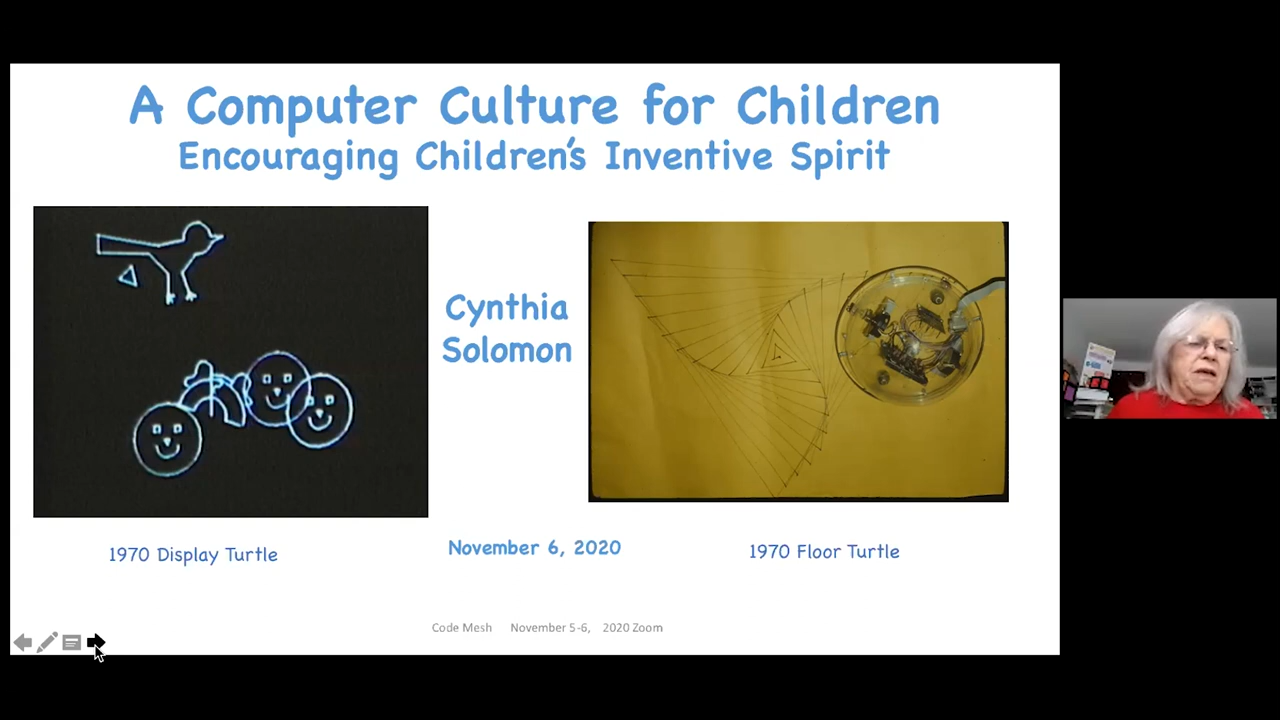 A Computer Culture for Children
Encouraging Children's Inventive Spirit
Cynthia
Solomon
1970 Display Turtle
November 6, 2020
1970 Floor Turtle
Code Mesh November 5-6, 2020 Zoom